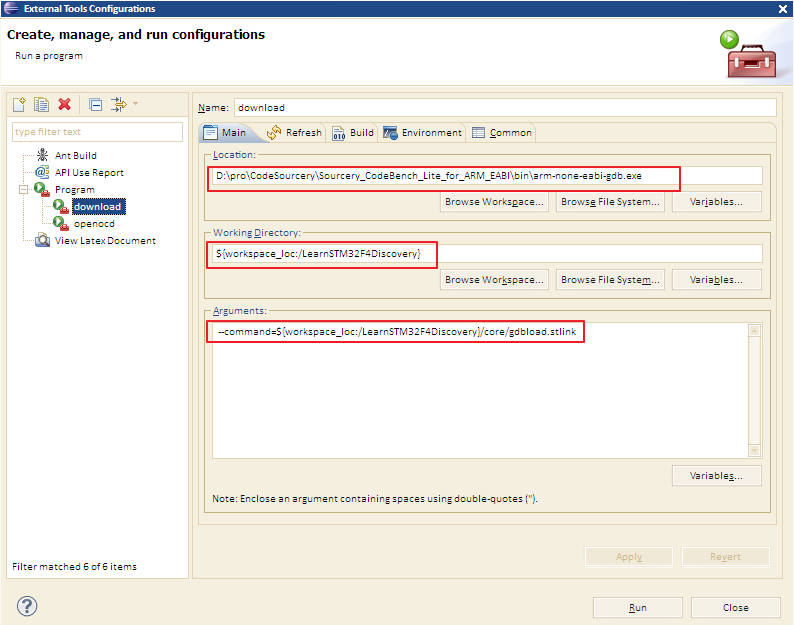 External Tools Configurations
Create, manage, and run configurations
Run a program
type filter text
Ant Build
API Use Report
Program
download
openocd
View Latex Document
Filter matched 6 of 6 items
Name: download
Main Refresh Build Environment Common
Location:
D:\pro\CodeSourcery\Sourcery_CodeBench_Lite_for_ARM_EABI\bin\arm-none-eabi-gdb.exe
Browse Workspace... Browse File System... Variables...
Working Directory:
${workspace_loc:/LearnSTM32F4Discovery}
Browse Workspace... Browse File System... Variables...
Arguments:
--command=${workspace_loc:/LearnSTM32F4Discovery}/core/gdbload.stlink
Variables...
Note: Enclose an argument containing spaces using double-quotes (").
Apply Revert
Run Close